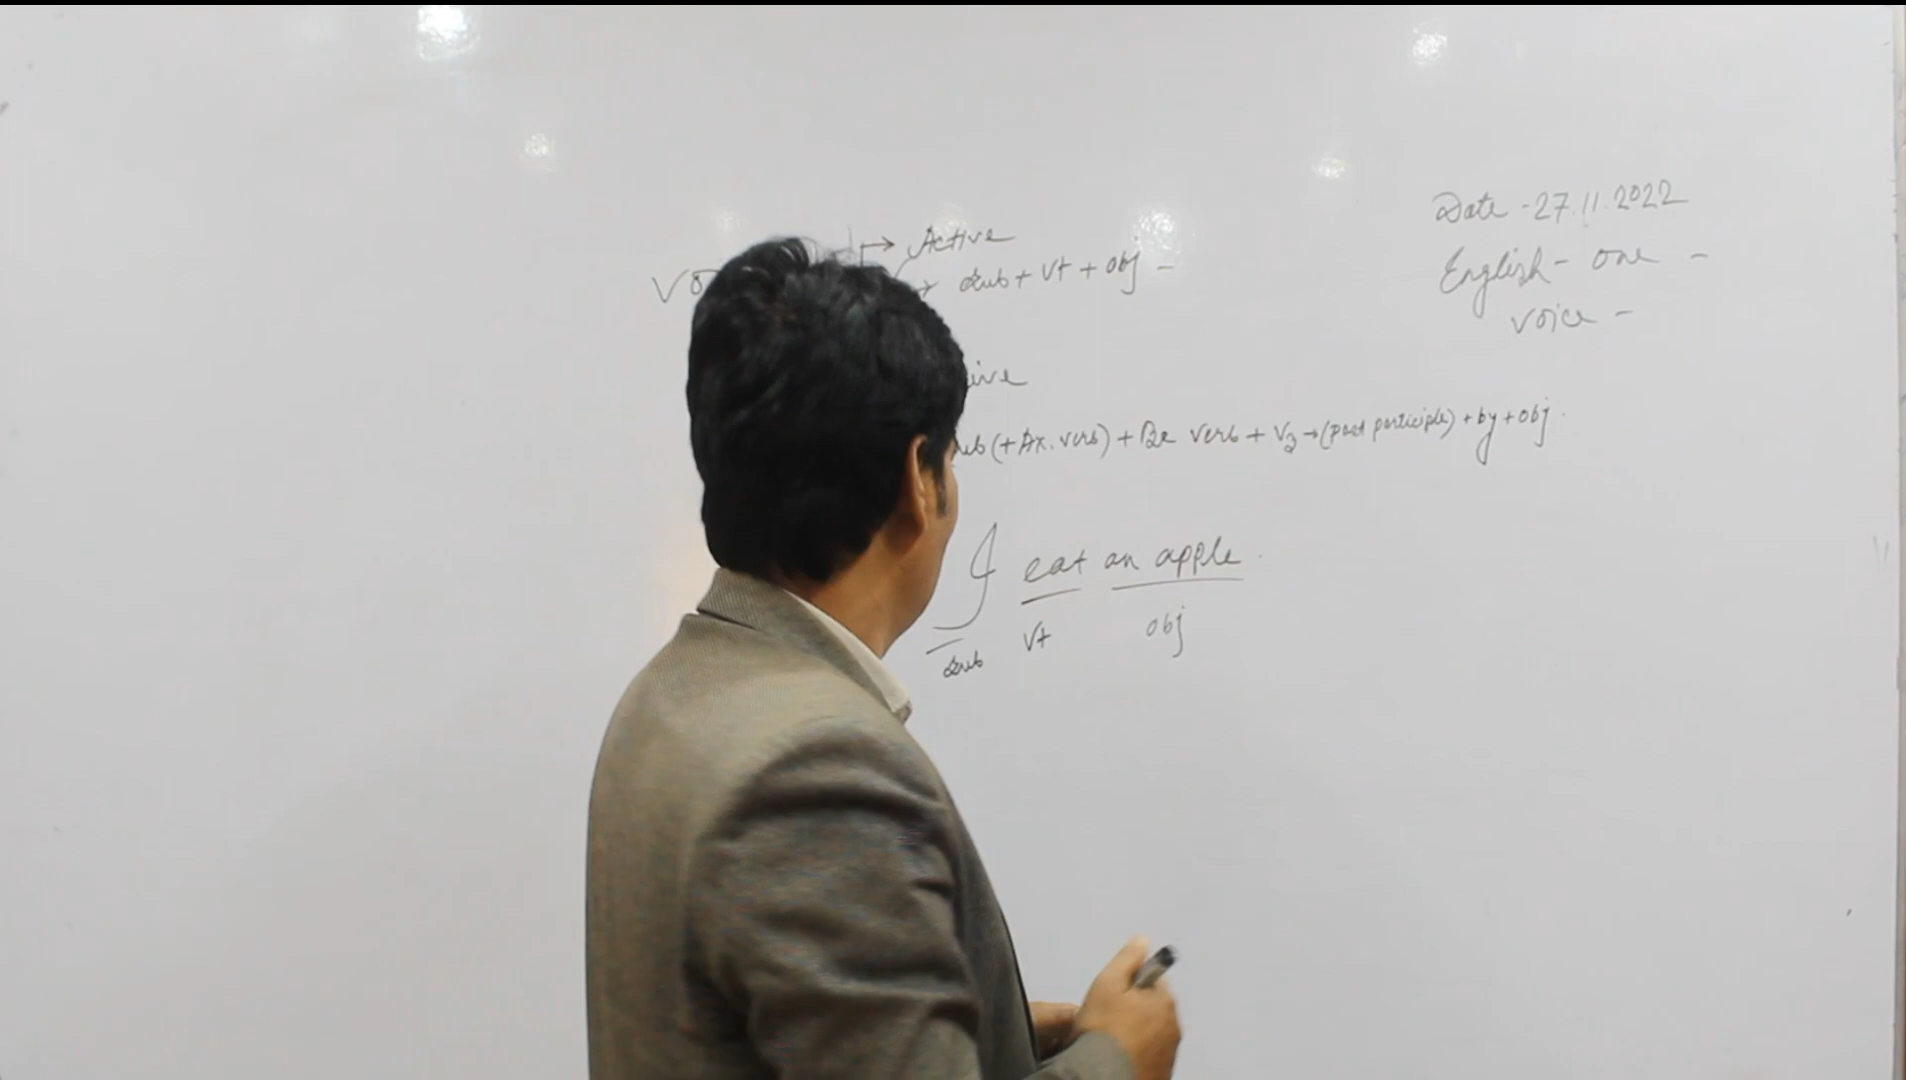 Date - 27.11.2022
English - one -
Voice -
→ Active
→ Sub + Vt + Obj -
Ax. verb) + Be verb + V3 → (past participle) + by + obj.
I eat an apple.
Sub Vt obj